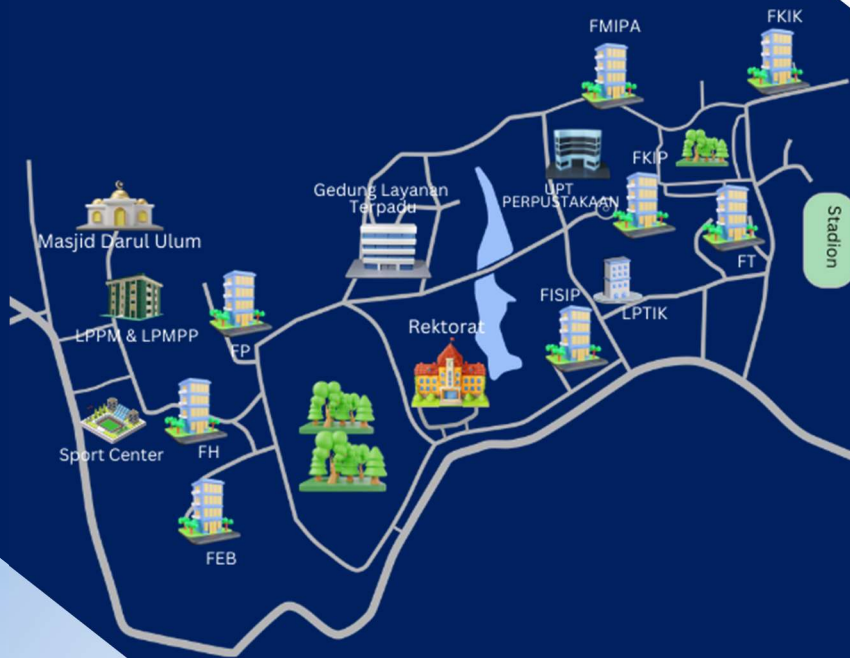 FKIK
FMIPA
FKIP
Gedung Layanan
Terpadu
UPT
PERPUSTAKAAN
Stadion
Masjid Darul Ulum
FT
FISIP
LPTIK
LPPM & LPMPP
FP
Rektorat
Sport Center
FH
FEB